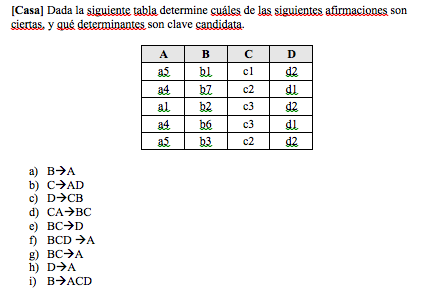 [Casa] Dada la siguiente tabla determine cuáles de las siguientes afirmaciones son
ciertas, y qué determinantes son clave candidata.
A B C D
a5 b1 c1 d2
a4 b7 c2 d1
a1 b2 c3 d2
a4 b6 c3 d1
a5 b3 c2 d2
a) B→A
b) C→AD
c) D→CB
d) CA→BC
e) BC→D
f) BCD →A
g) BC→A
h) D→A
i) B→ACD